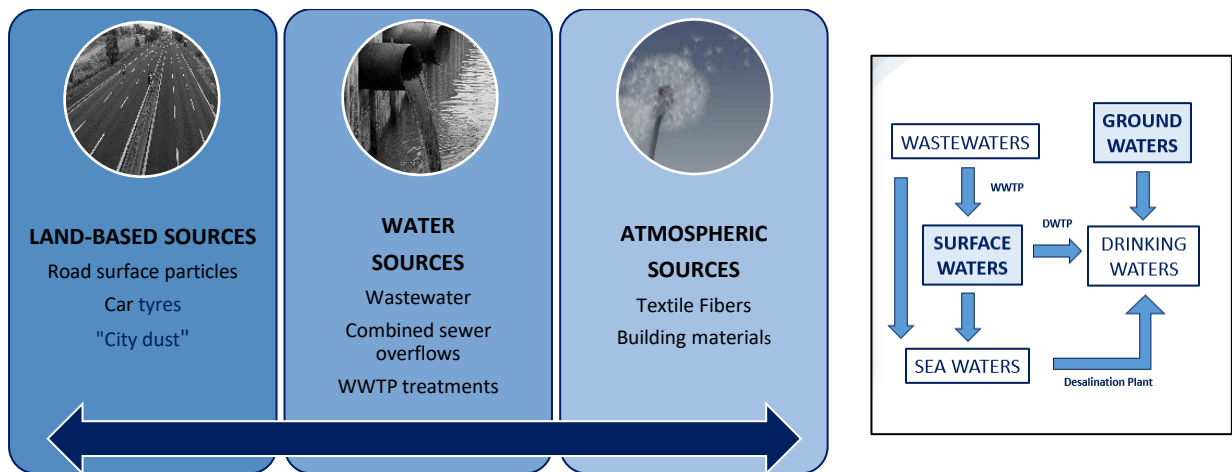 LAND-BASED SOURCES
Road surface particles
Car tyres
"City dust"
WATER
SOURCES
Wastewater
Combined sewer
overflows
WWTP treatments
ATMOSPHERIC
SOURCES
Textile Fibers
Building materials
WASTEWATERS
GROUND
WATERS
WWTP
DWTP
SURFACE
WATERS
DRINKING
WATERS
SEA WATERS
Desalination Plant